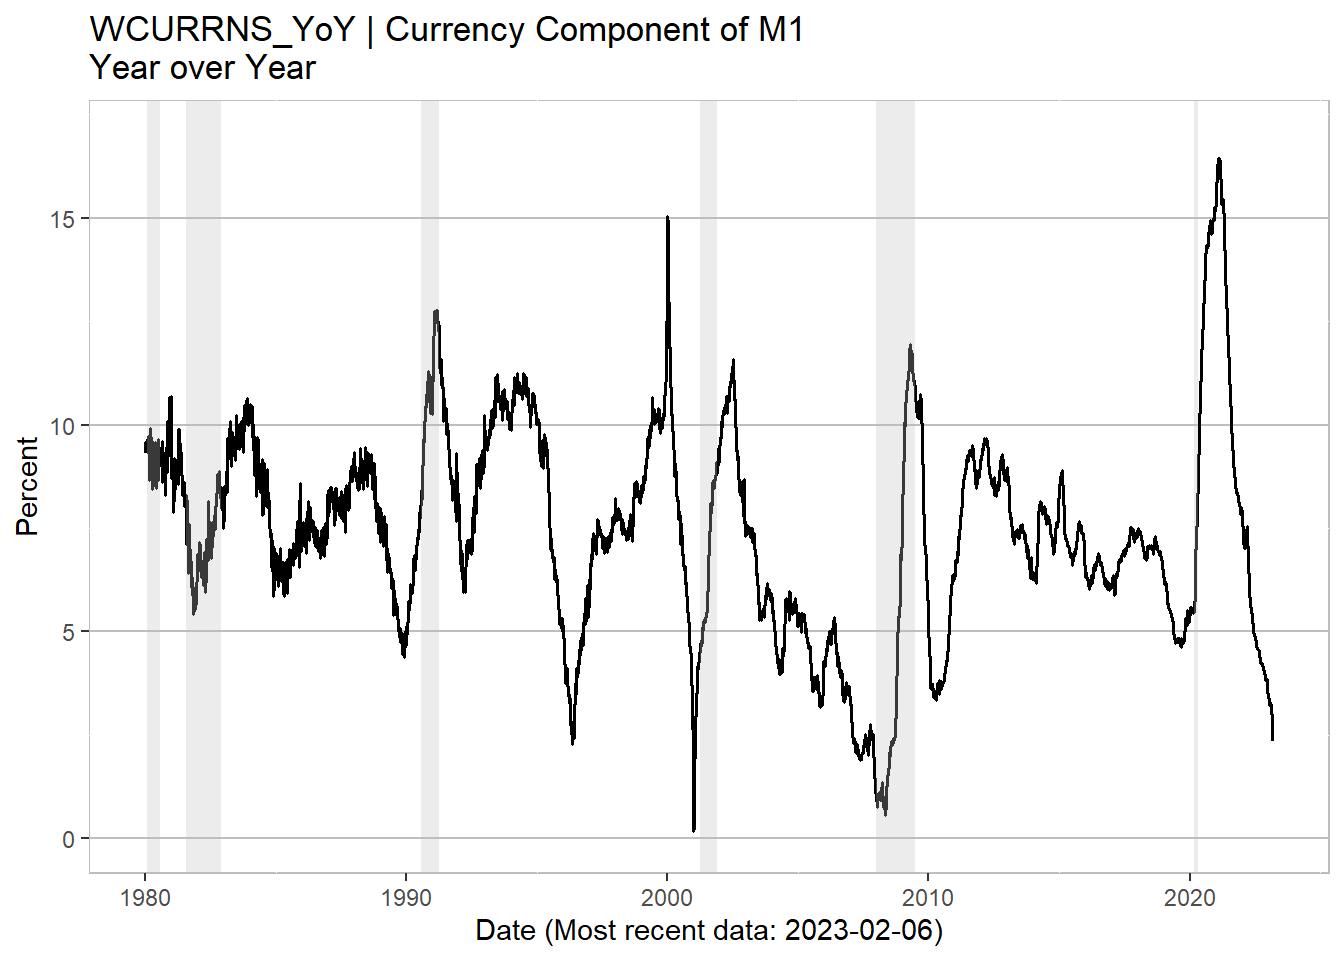 WCURRNS_YoY | Currency Component of M1
Year over Year
Percent
15
10
5
0
1980 1990 2000 2010 2020
Date (Most recent data: 2023-02-06)